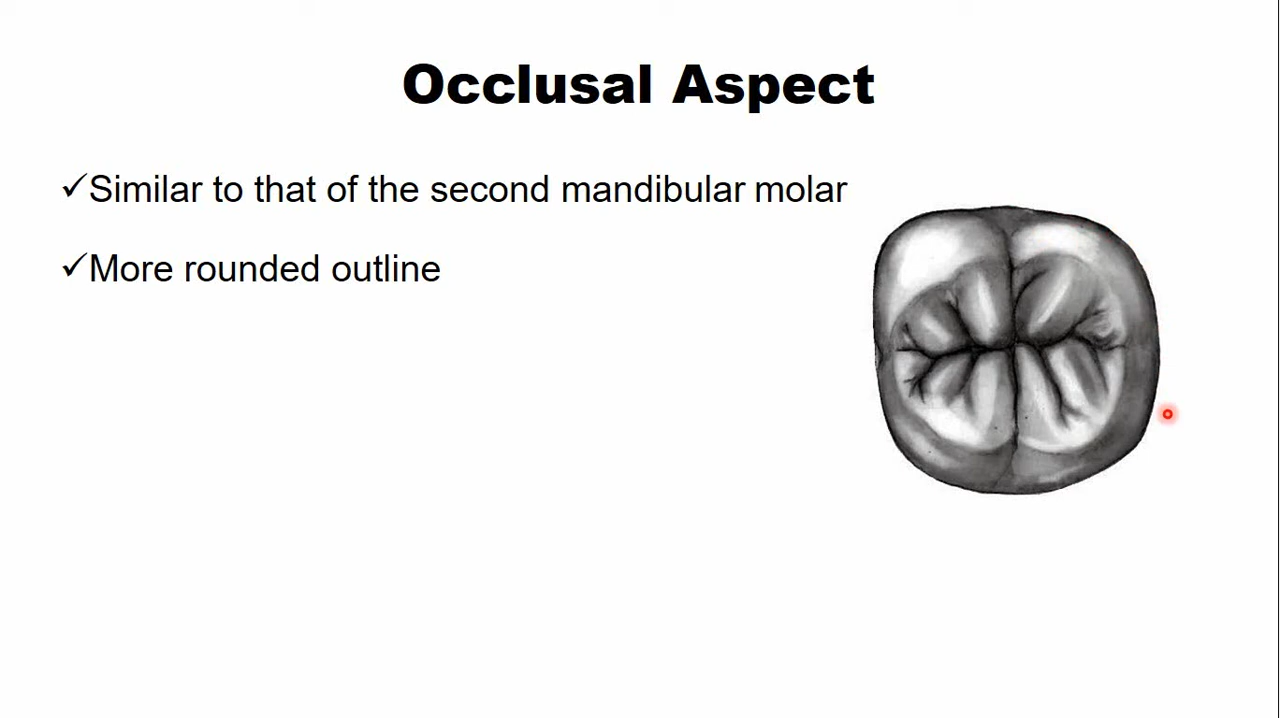 Occlusal Aspect
✓Similar to that of the second mandibular molar
✓More rounded outline